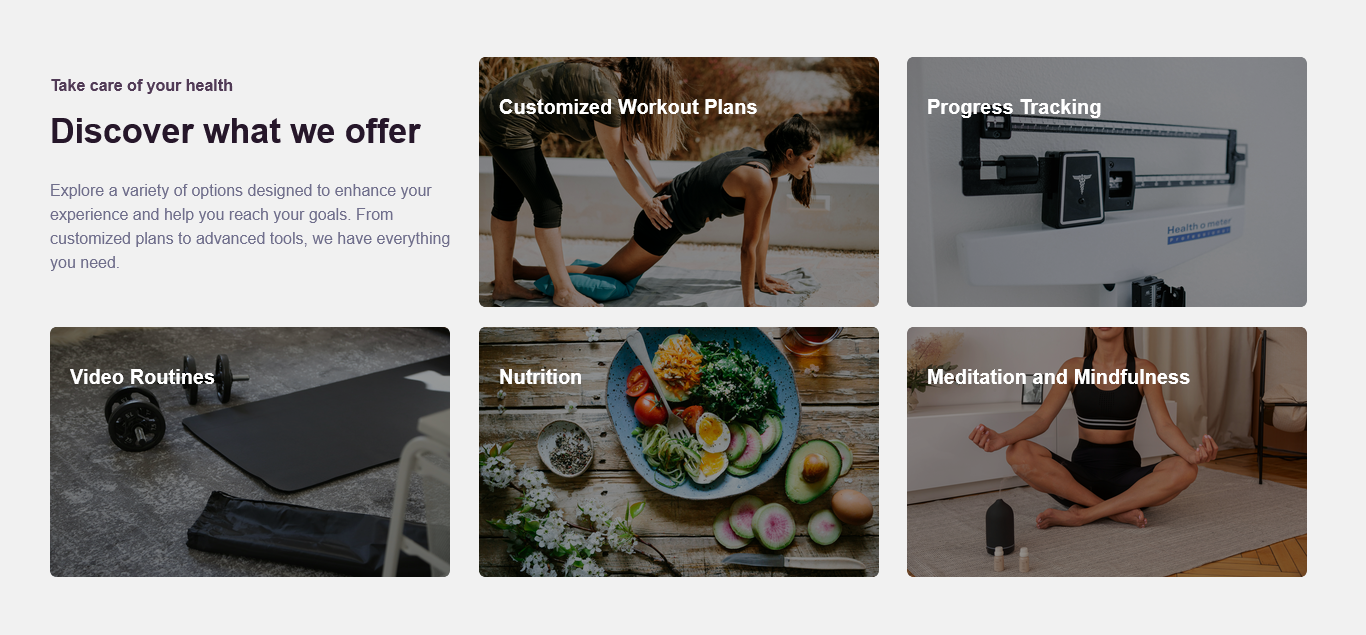 Take care of your health
Discover what we offer
Explore a variety of options designed to enhance your
experience and help you reach your goals. From
customized plans to advanced tools, we have everything
you need.
Customized Workout Plans
Progress Tracking
Health o meter
Professional
Video Routines
Nutrition
Meditation and Mindfulness